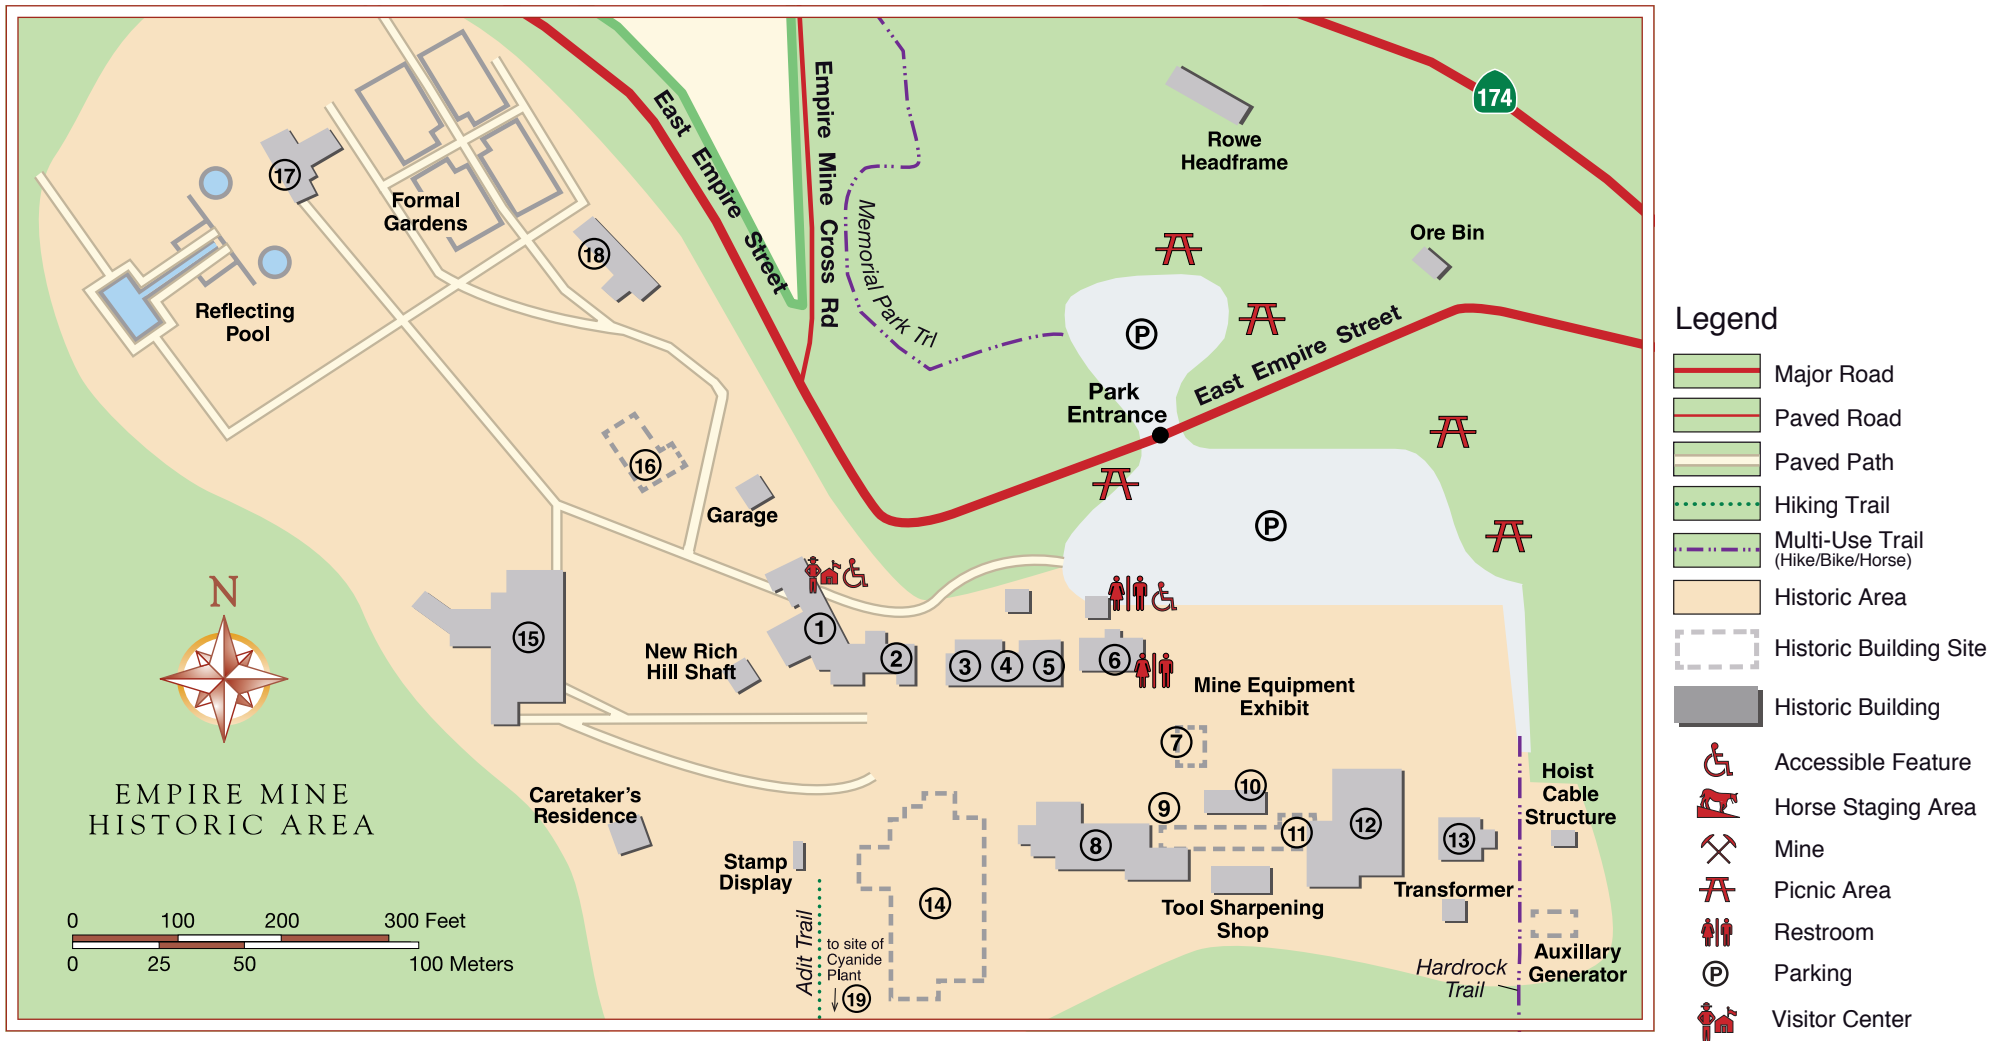 174
Rowe
Headframe
Ore Bin
East Empire Street
Empire Mine Cross Rd
Memorial Park Trl
17
Formal
Gardens
18
Reflecting
Pool
P
Park
Entrance
East Empire Street
16
Garage
P
N
15
New Rich
Hill Shaft
1
2
3
4
5
6
Mine Equipment
Exhibit
7
EMPIRE MINE
HISTORIC AREA
Caretaker's
Residence
10
9
11
12
8
13
Hoist
Cable
Structure
Stamp
Display
14
Tool Sharpening
Shop
Transformer
Auxillary
Generator
Hardrock
Trail
Adit Trail
to site of
Cyanide
Plant
19
0 100 200 300 Feet
0 25 50 100 Meters
Legend
Major Road
Paved Road
Paved Path
Hiking Trail
Multi-Use Trail
(Hike/Bike/Horse)
Historic Area
Historic Building Site
Historic Building
Accessible Feature
Horse Staging Area
Mine
Picnic Area
Restroom
P Parking
Visitor Center